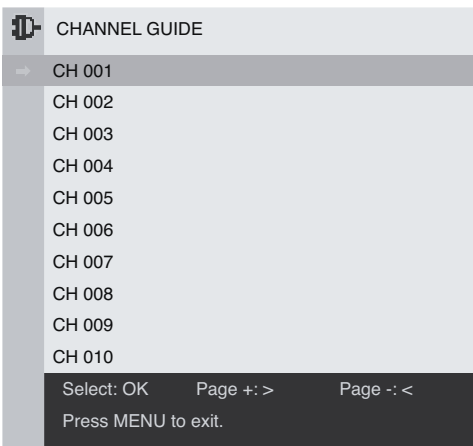 CHANNEL GUIDE
CH 001
CH 002
CH 003
CH 004
CH 005
CH 006
CH 007
CH 008
CH 009
CH 010
Select: OK Page +: > Page -: <
Press MENU to exit.